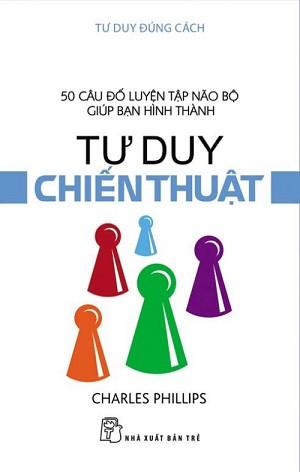 TƯ DUY ĐÚNG CÁCH
50 CÂU ĐỐ LUYỆN TẬP NÃO BỘ
GIÚP BẠN HÌNH THÀNH
TƯ DUY
CHIẾN THUẬT
CHARLES PHILLIPS
NHÀ XUẤT BẢN TRẺ